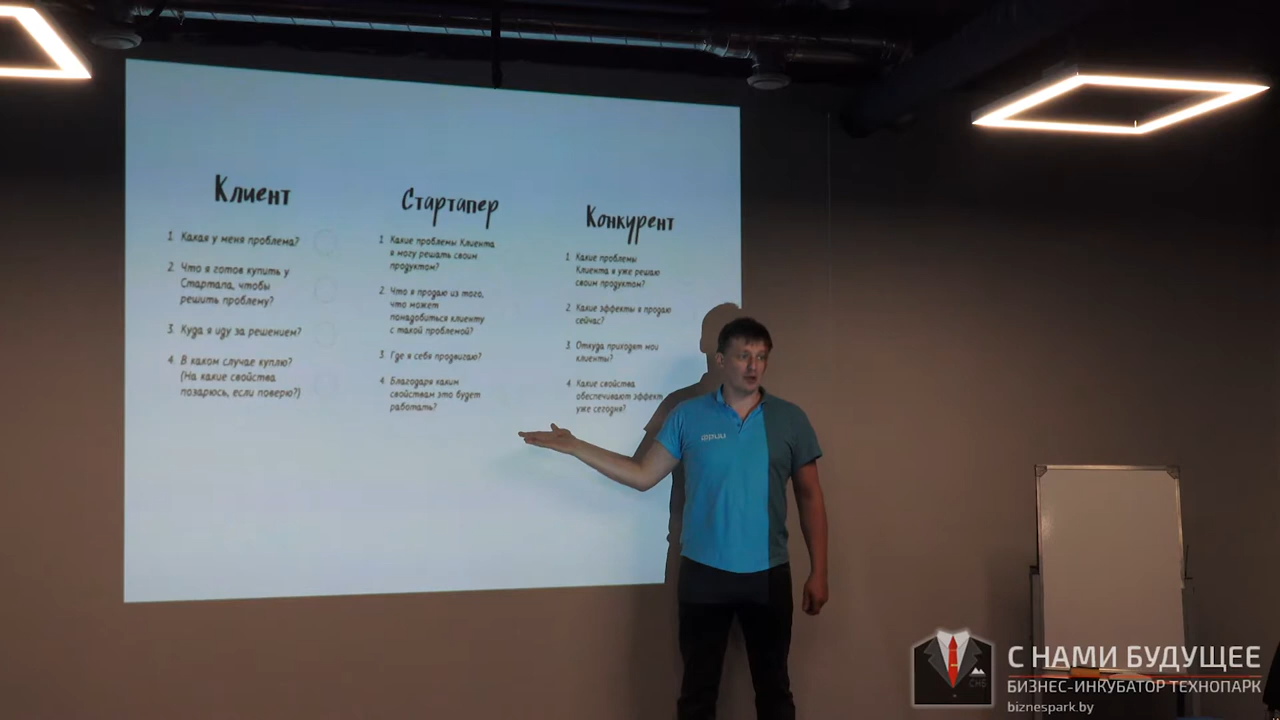 Клиент
1. Какая у меня проблема?
2. Что я готов купить у
Стартапа, чтобы
решить проблему?
3. Куда я иду за решением?
4. В каком случае куплю?
(На какие свойства
позарюсь, если поверю?)
Стартапер
1. Какие проблемы Клиента
я могу решать своим
продуктом?
2. Что я продаю из того,
что может
понадобиться клиенту
с такой проблемой?
3. Где я себя продвигаю?
4. Благодаря каким
свойствам это будет
работать?
Конкурент
1. Какие проблемы
Клиента я уже решаю
своим продуктом?
2. Какие эффекты я продаю
сейчас?
3. Откуда приходят мои
клиенты?
4. Какие свойства
обеспечивают эффект
уже сегодня?
СНБ
С НАМИ БУДУЩЕЕ
БИЗНЕС-ИНКУБАТОР ТЕХНОПАРК
biznespark.by